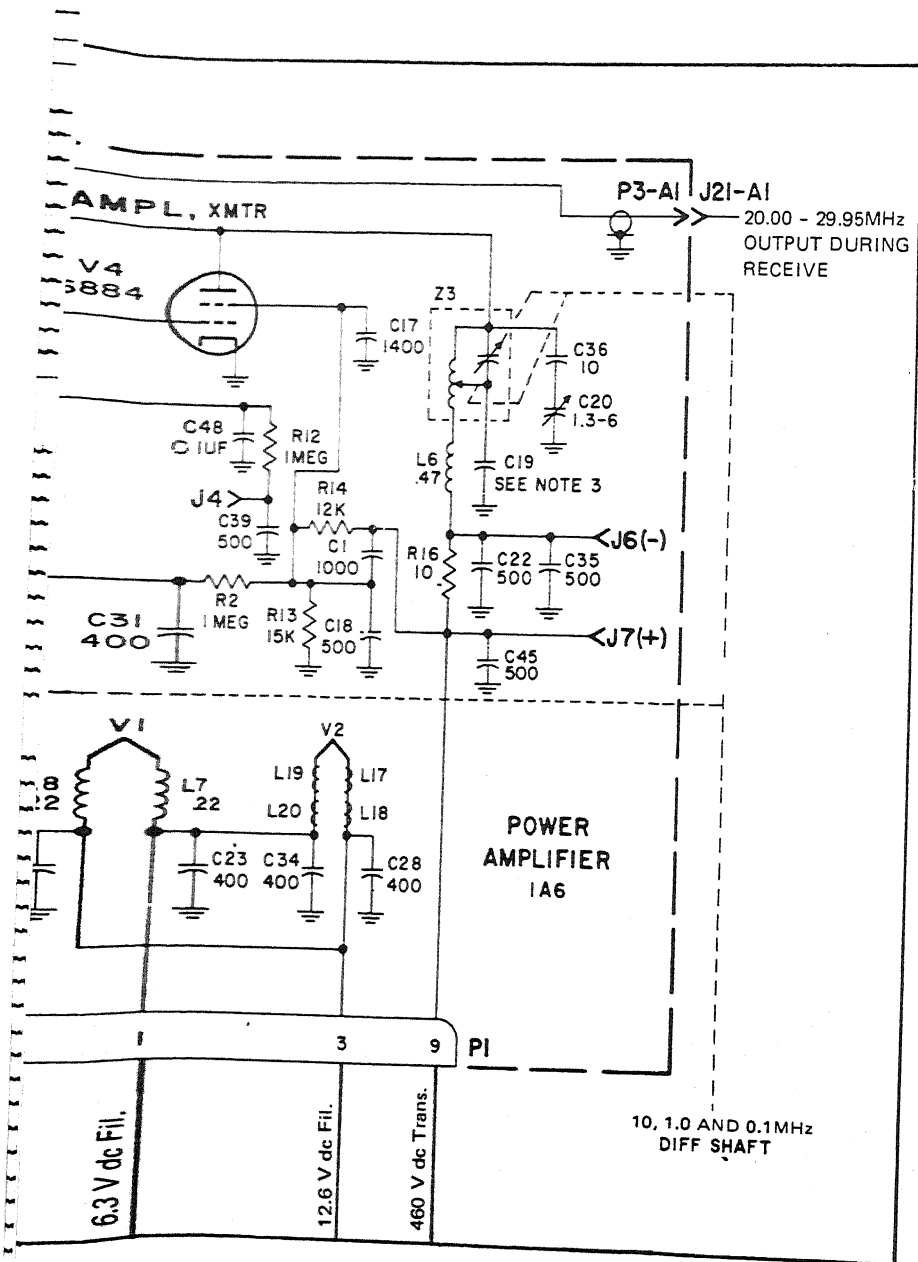 P3-A1 J21-A1
20.00 - 29.95MHz
OUTPUT DURING
RECEIVE
AMPL, XMTR
V4
5884
Z3
C17
1400
C36
10
C20
1.3-6
C48
0.1UF
R12
1MEG
L6
.47
C19
SEE NOTE 3
J4
R14
12K
C39
500
C1
1000
J6(-)
R16
10
C22
500
C35
500
R2
1MEG
C31
400
R13
15K
C18
500
J7(+)
C45
500
V1
V2
8
.2
L7
.22
L19
L17
L20
L18
C23
400
C34
400
C28
400
POWER
AMPLIFIER
1A6
1
3
9
P1
6.3 V dc Fil.
12.6 V dc Fil.
460 V dc Trans.
10, 1.0 AND 0.1MHz
DIFF SHAFT